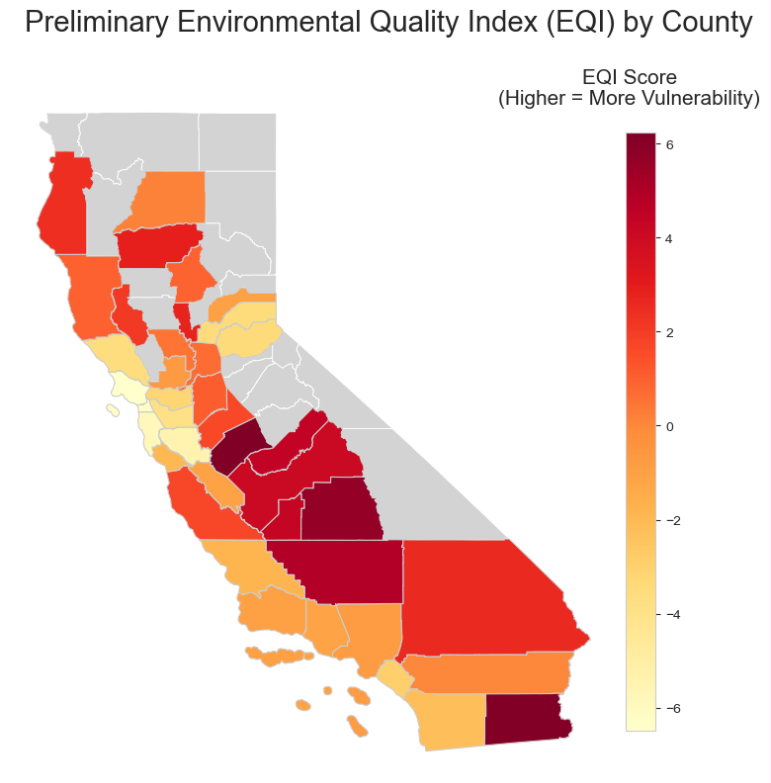 Preliminary Environmental Quality Index (EQI) by County
EQI Score
(Higher = More Vulnerability)
6
4
2
0
−2
−4
−6